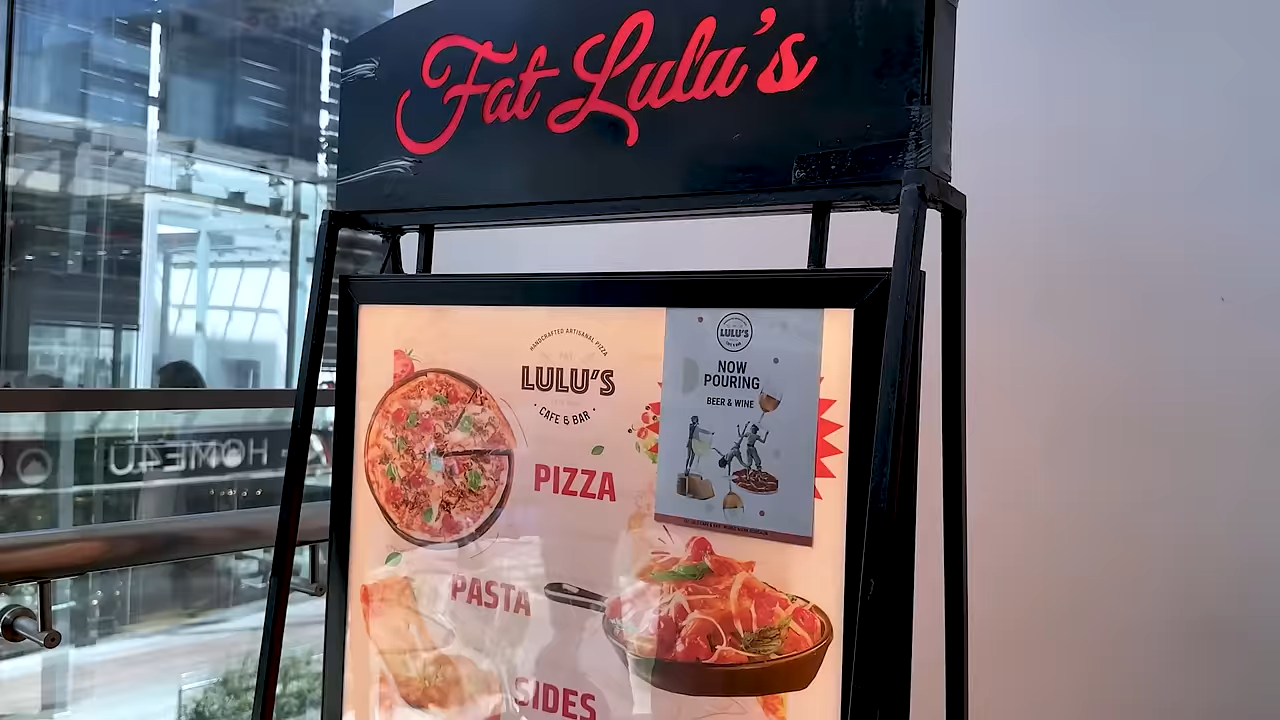 Fat Lulu's
HANDCRAFTED ARTISANAL PIZZA
LULU'S
CAFE & BAR
PIZZA
PASTA
SIDES
LULU'S
NOW
POURING
BEER & WINE
HOME4U